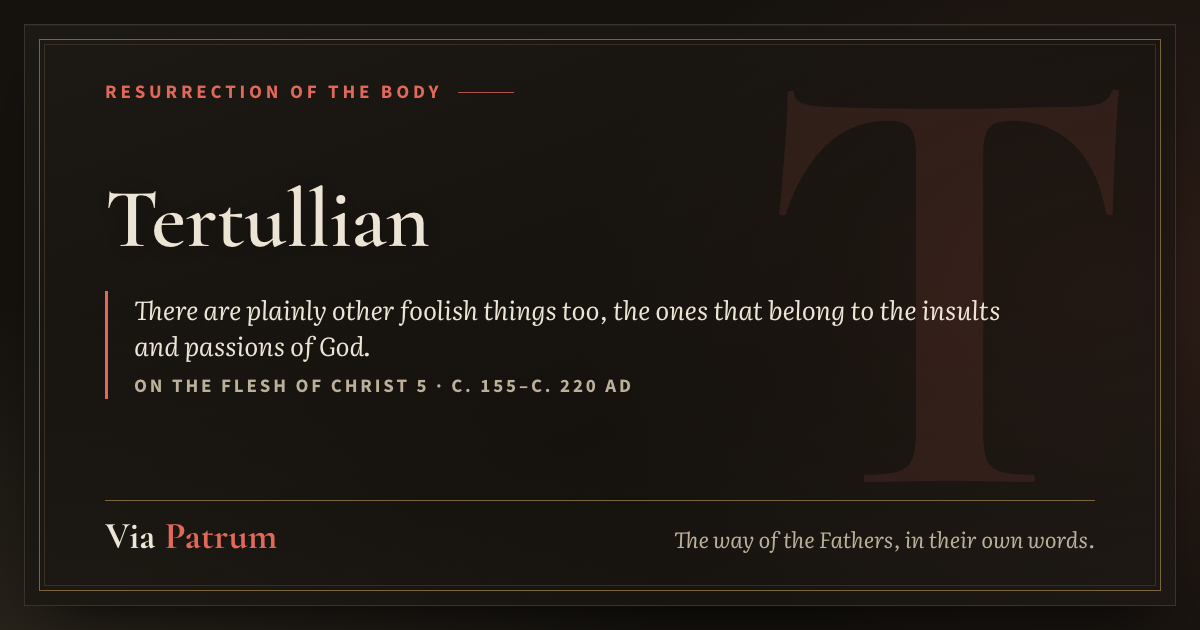 RESURRECTION OF THE BODY
T
Tertullian
There are plainly other foolish things too, the ones that belong to the insults
and passions of God.
ON THE FLESH OF CHRIST 5 · C. 155–C. 220 AD
Via Patrum
The way of the Fathers, in their own words.